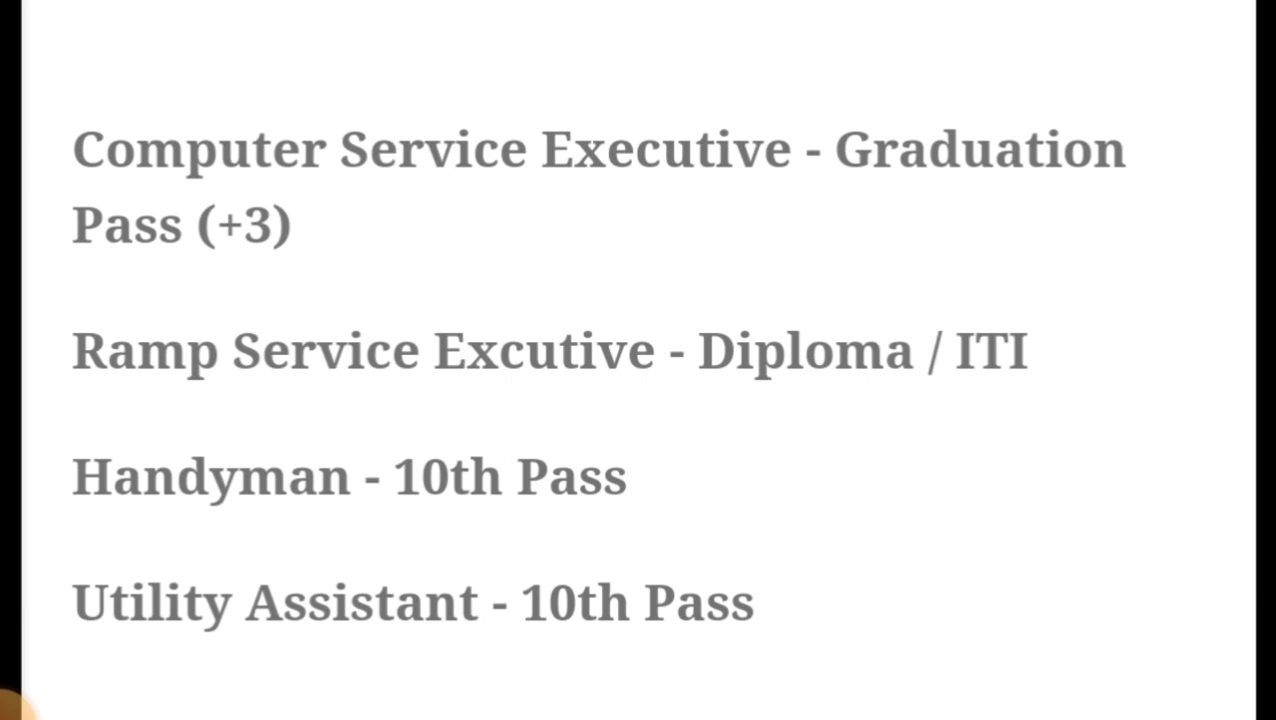 Computer Service Executive - Graduation
Pass (+3)
Ramp Service Excutive - Diploma / ITI
Handyman - 10th Pass
Utility Assistant - 10th Pass